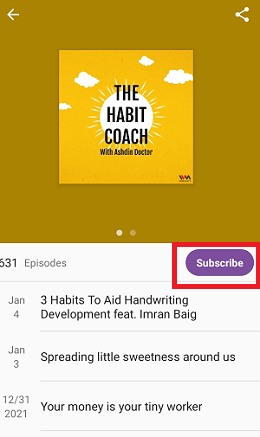 THE
HABIT
COACH
With Ashdin Doctor
IVM
631 Episodes
Subscribe
Jan
4
3 Habits To Aid Handwriting
Development feat. Imran Baig
Jan
3
Spreading little sweetness around us
12/31
2021
Your money is your tiny worker